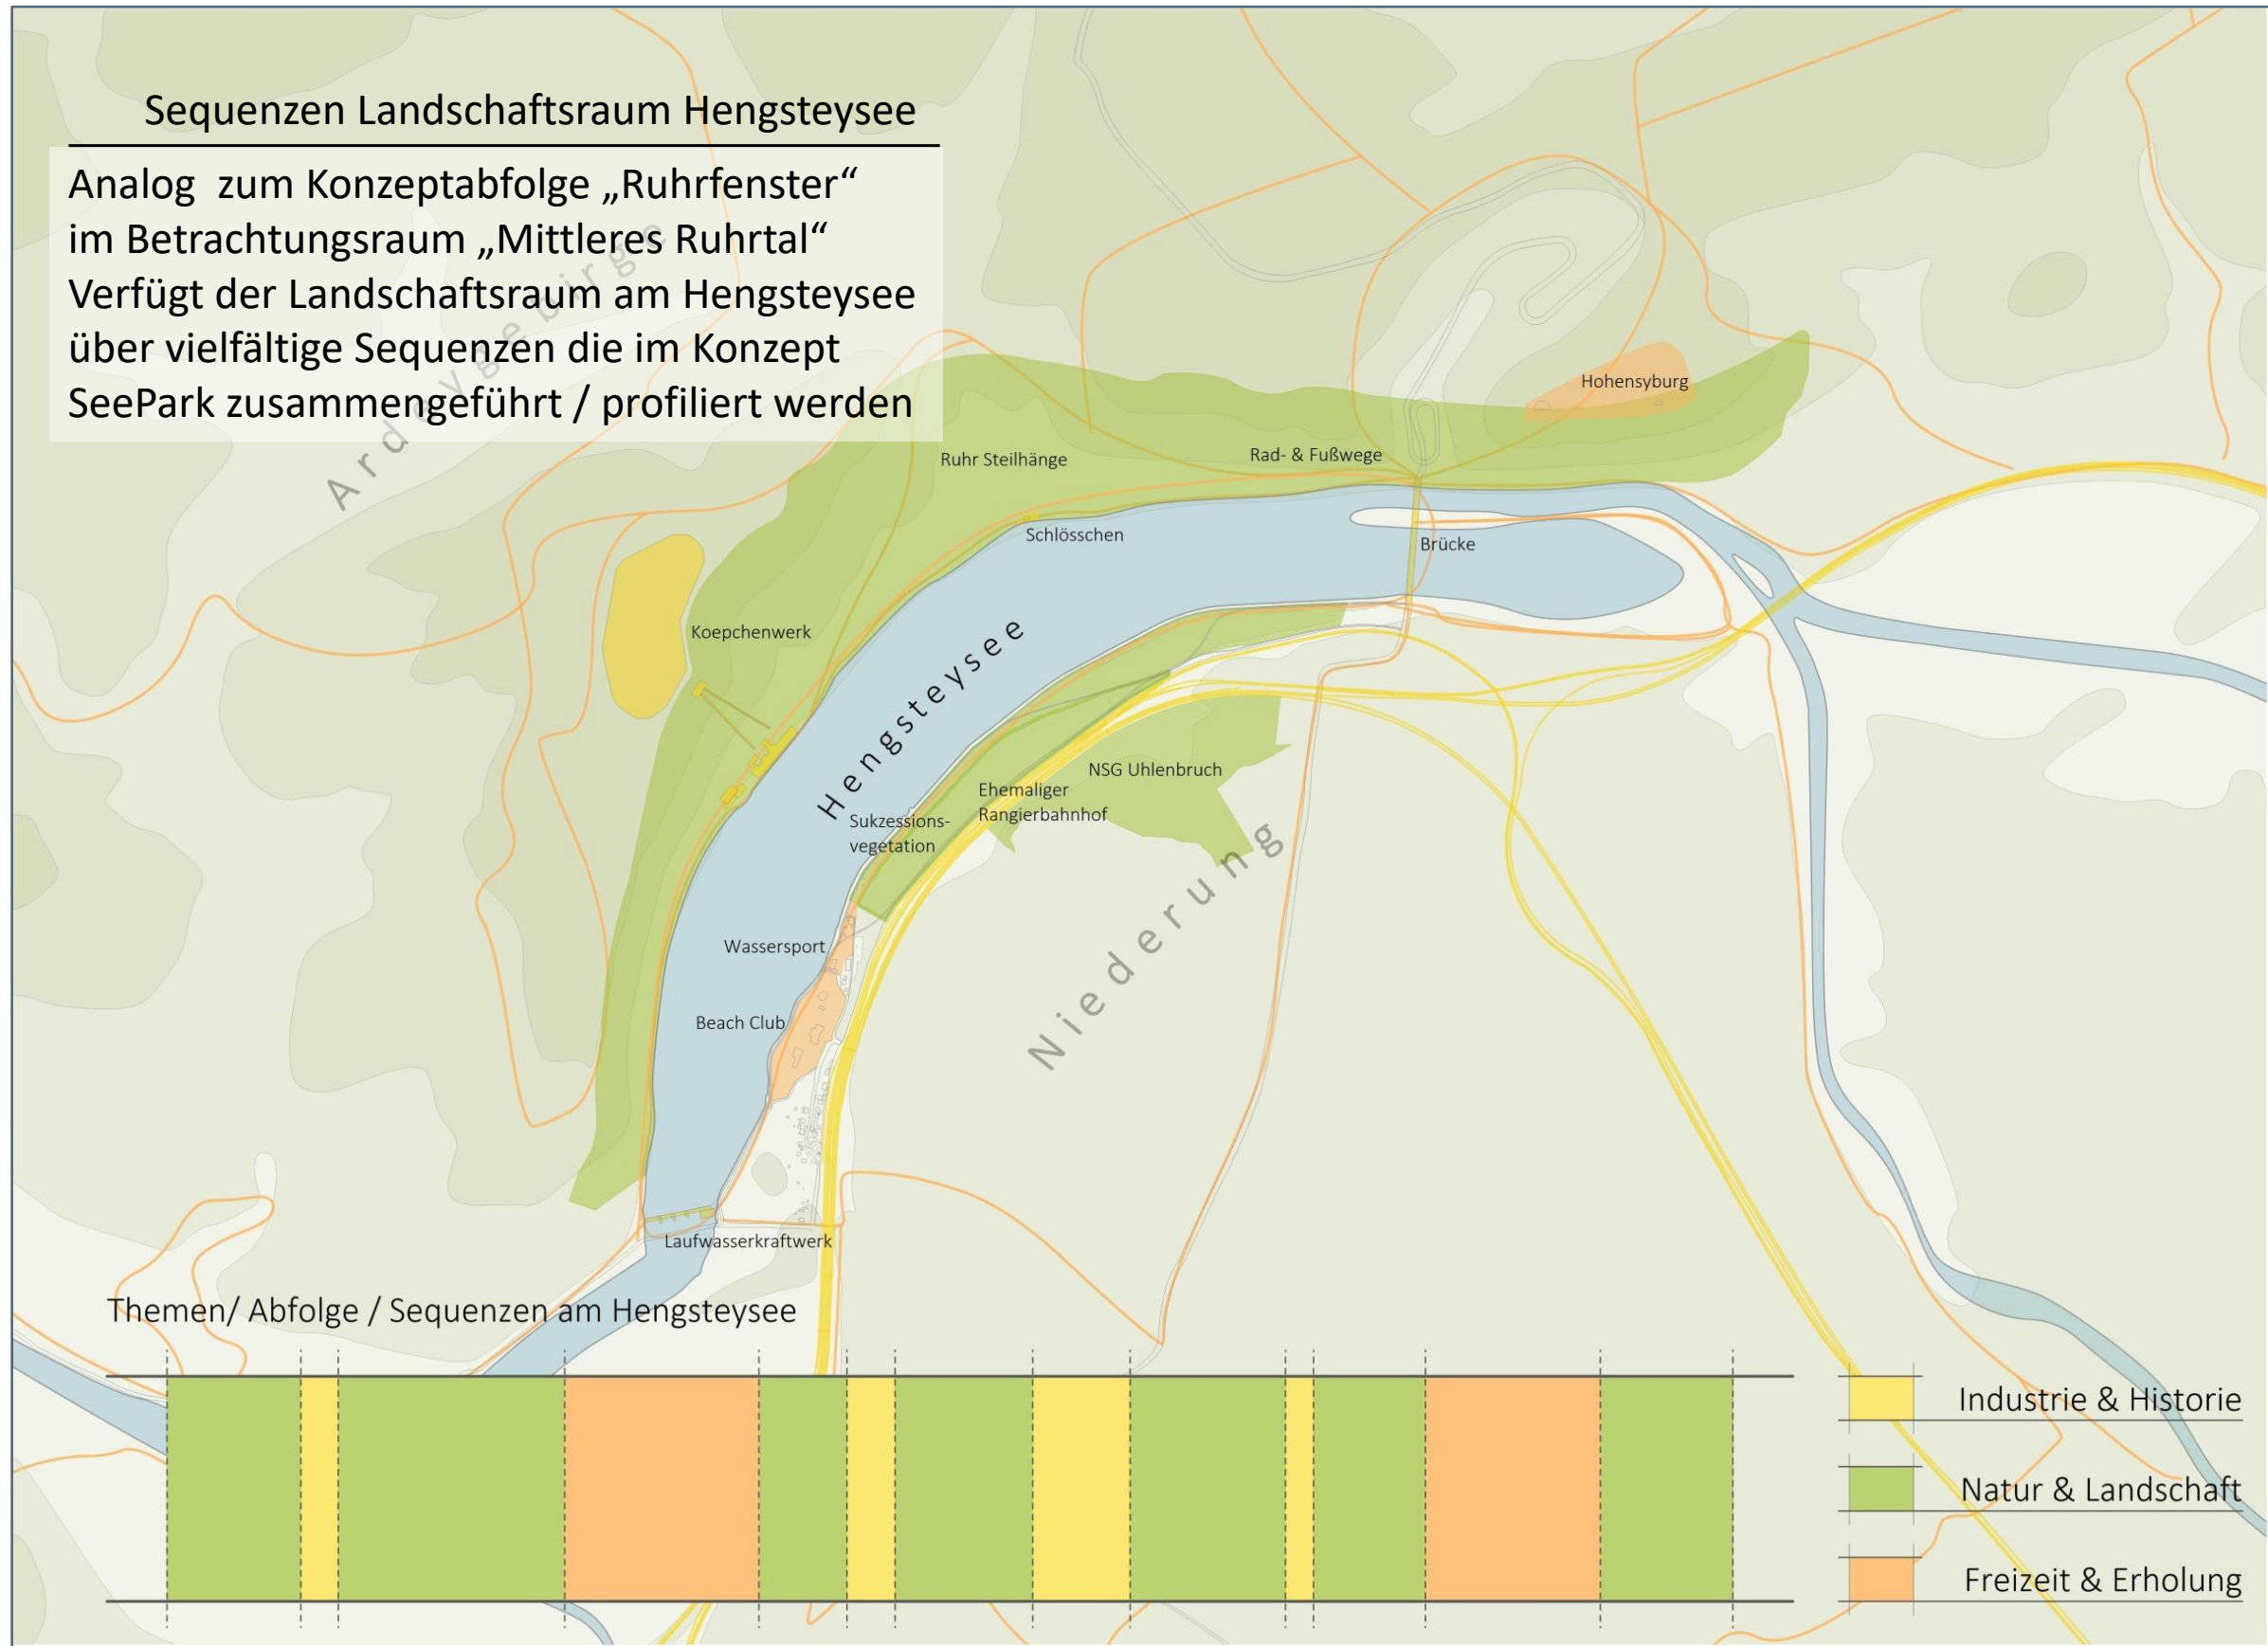 Sequenzen Landschaftsraum Hengsteysee
Analog zum Konzeptabfolge „Ruhrfenster“
im Betrachtungsraum „Mittleres Ruhrtal“
Verfügt der Landschaftsraum am Hengsteysee
über vielfältige Sequenzen die im Konzept
SeePark zusammengeführt / profiliert werden
Ardeygebirge
Hohensyburg
Ruhr Steilhänge
Rad- & Fußwege
Schlösschen
Brücke
Koepchenwerk
Hengsteysee
NSG Uhlenbruch
Ehemaliger
Rangierbahnhof
Sukzessions-
vegetation
Niederung
Wassersport
Beach Club
Laufwasserkraftwerk
Themen/ Abfolge / Sequenzen am Hengsteysee
Industrie & Historie
Natur & Landschaft
Freizeit & Erholung